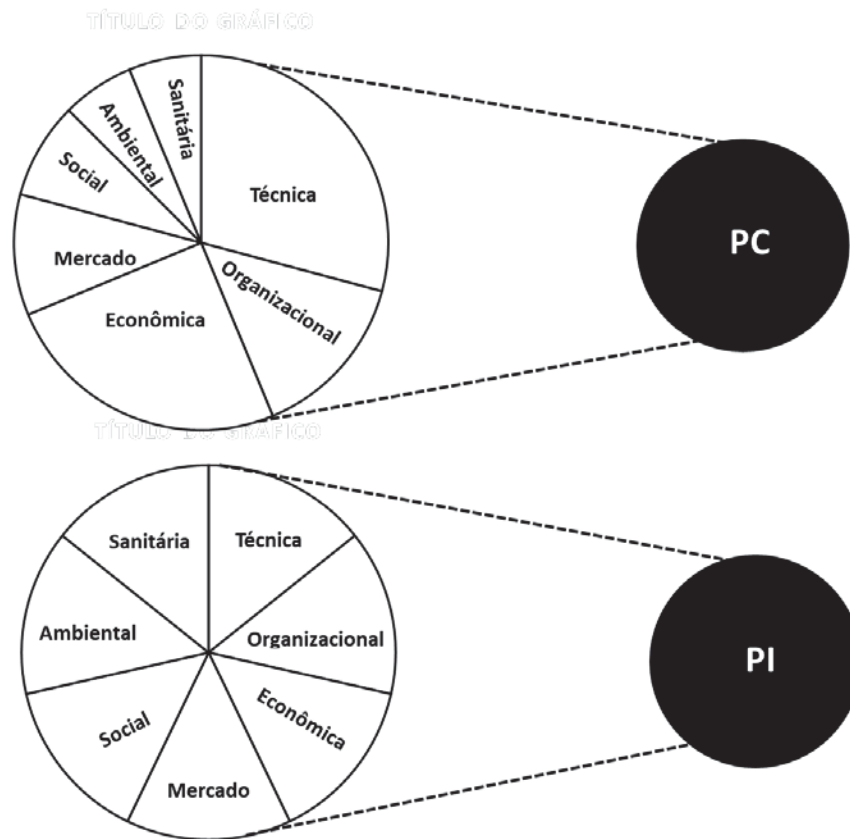 TÍTULO DO GRÁFICO
Sanitária
Ambiental
Social
Técnica
Mercado
Organizacional
Econômica
PC
TÍTULO DO GRÁFICO
Sanitária
Técnica
Ambiental
Organizacional
Social
Econômica
Mercado
PI